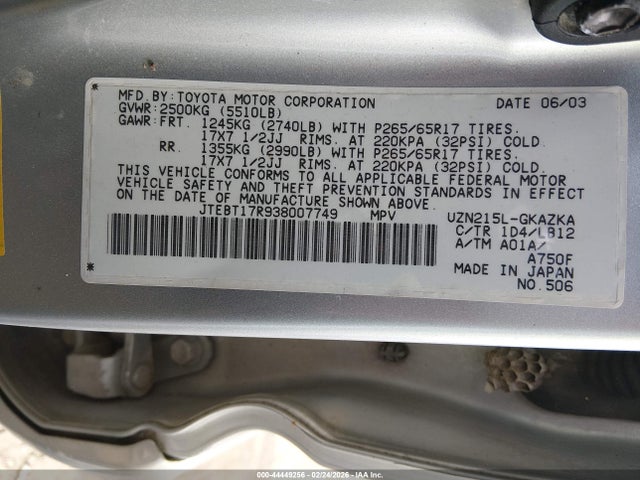 MFD.BY: TOYOTA MOTOR CORPORATION DATE 06/03
GVWR: 2500KG (5510LB)
GAWR: FRT. 1245KG (2740LB) WITH P265/65R17 TIRES.
17X7 1/2JJ RIMS. AT 220KPA (32PSI) COLD.
RR. 1355KG (2990LB) WITH P265/65R17 TIRES.
17X7 1/2JJ RIMS. AT 220KPA (32PSI) COLD.
THIS VEHICLE CONFORMS TO ALL APPLICABLE FEDERAL MOTOR
VEHICLE SAFETY AND THEFT PREVENTION STANDARDS IN EFFECT
ON THE DATE OF MANUFACTURE SHOWN ABOVE.
JTEBT17R938007749 MPV UZN215L-GKAZKA
C/TR 1D4/LB12
A/TM A01A/
A750F
MADE IN JAPAN
NO.506
000-44449256 - 02/24/2026 - IAA Inc.